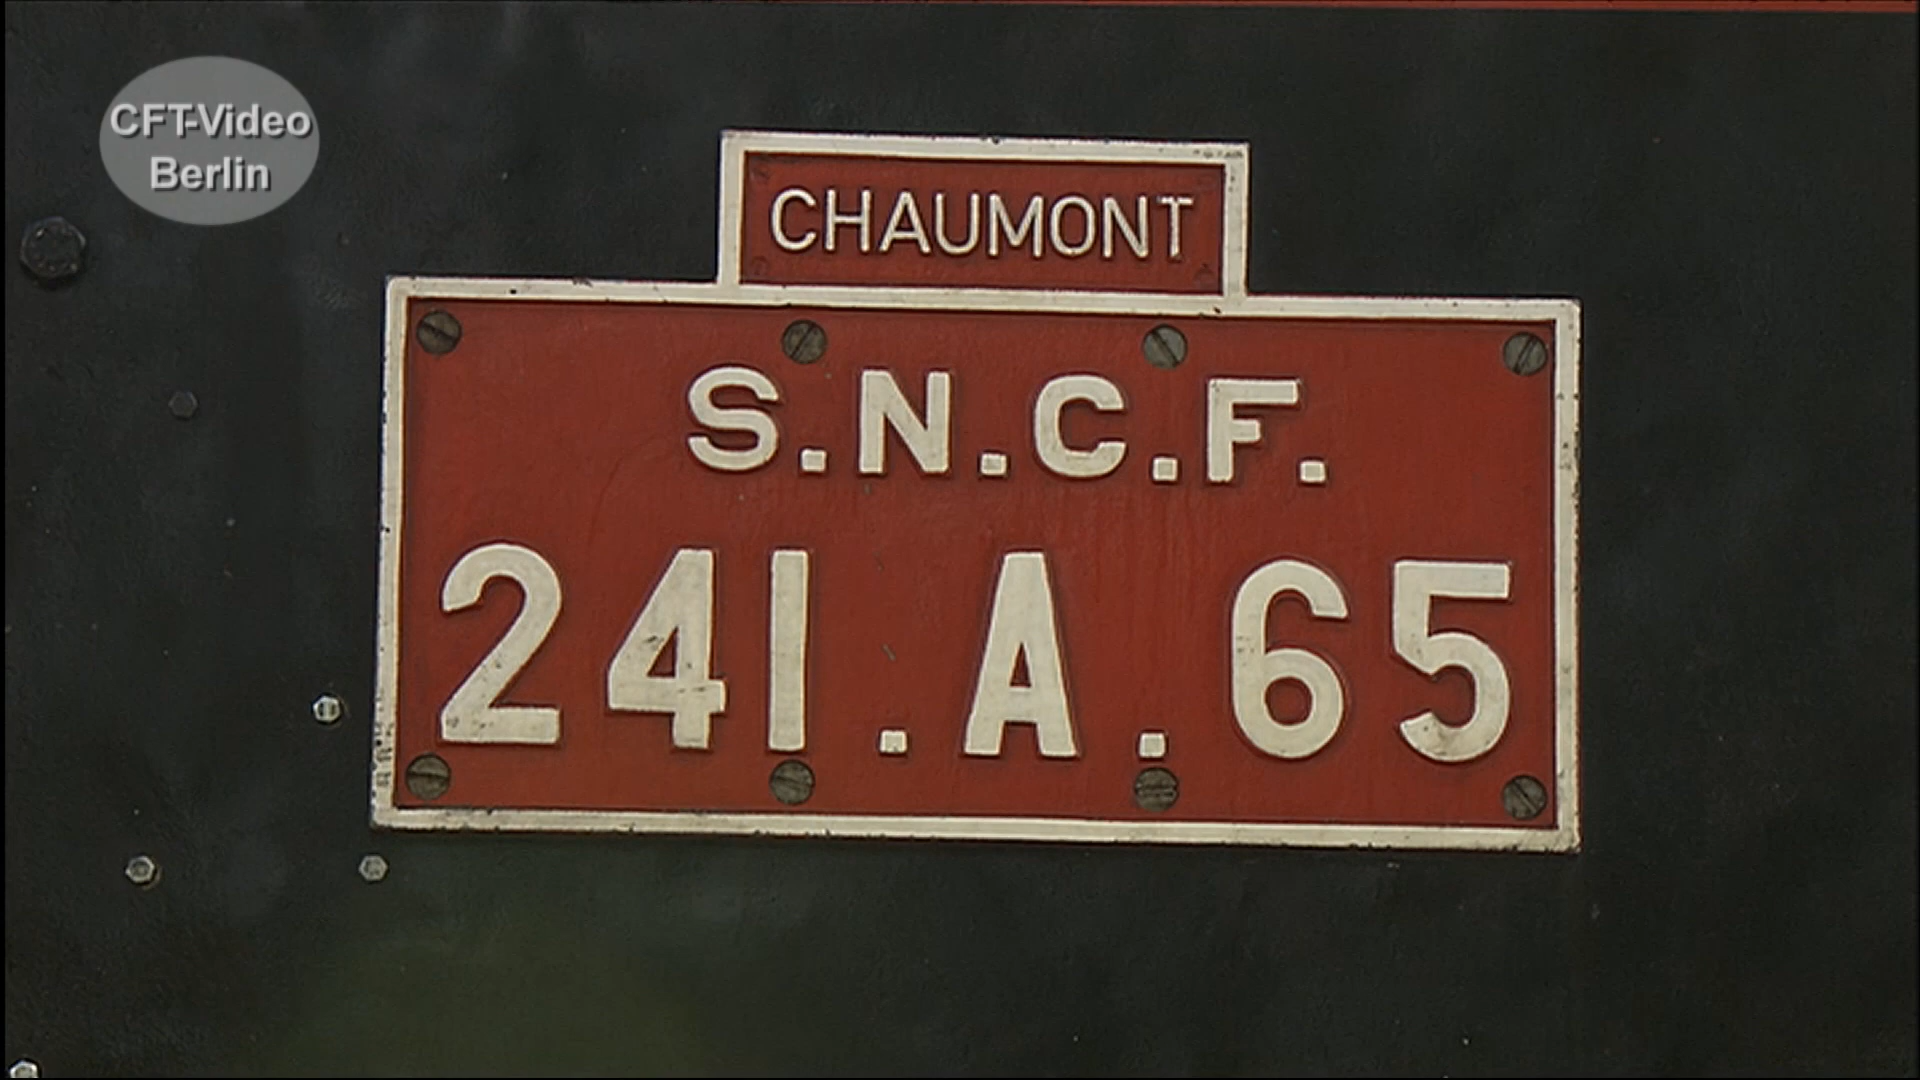 CFT-Video
Berlin
CHAUMONT
S.N.C.F.
241.A.65